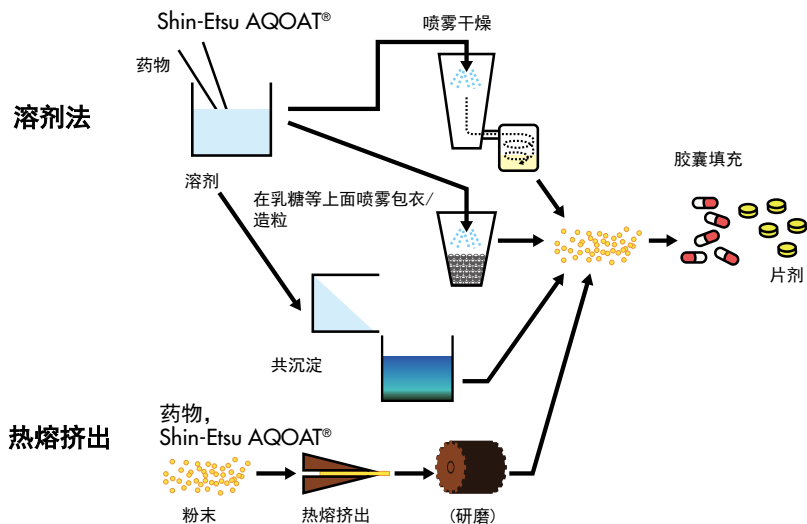 Shin-Etsu AQOAT®
药物
溶剂法
溶剂
喷雾干燥
在乳糖等上面喷雾包衣/
造粒
共沉淀
胶囊填充
片剂
热熔挤出
药物，
Shin-Etsu AQOAT®
粉末
热熔挤出
(研磨)